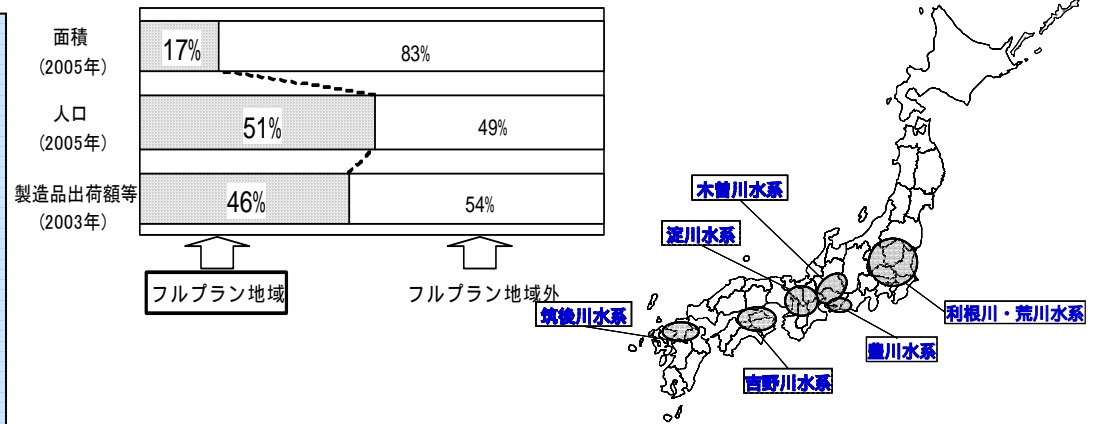 面積
(2005年)
17%
83%
人口
(2005年)
51%
49%
製造品出荷額等
(2003年)
46%
54%
フルプラン地域
フルプラン地域外
木曽川水系
淀川水系
筑後川水系
利根川・荒川水系
豊川水系
吉野川水系